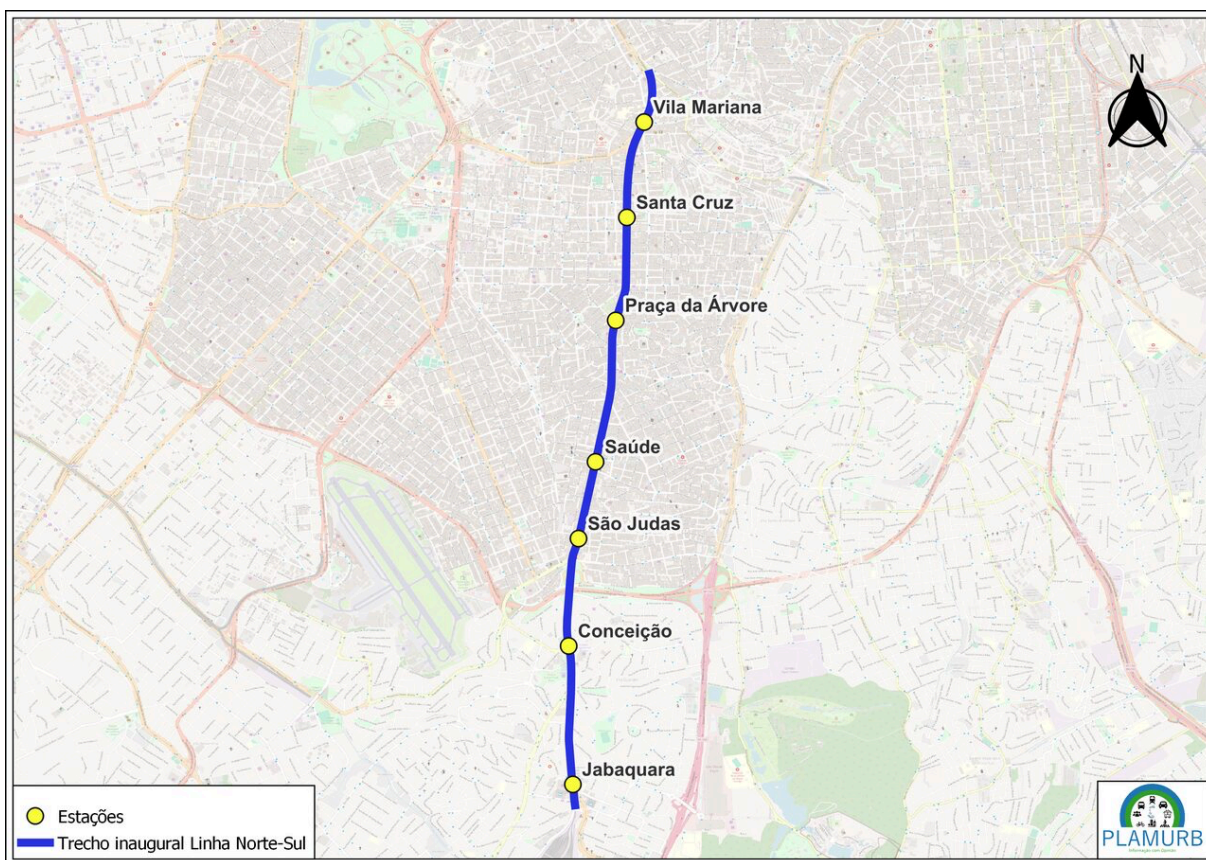 N
Vila Mariana
Santa Cruz
Praça da Árvore
Saúde
São Judas
Conceição
Jabaquara
Estações
Trecho inaugural Linha Norte-Sul
PLAMURB